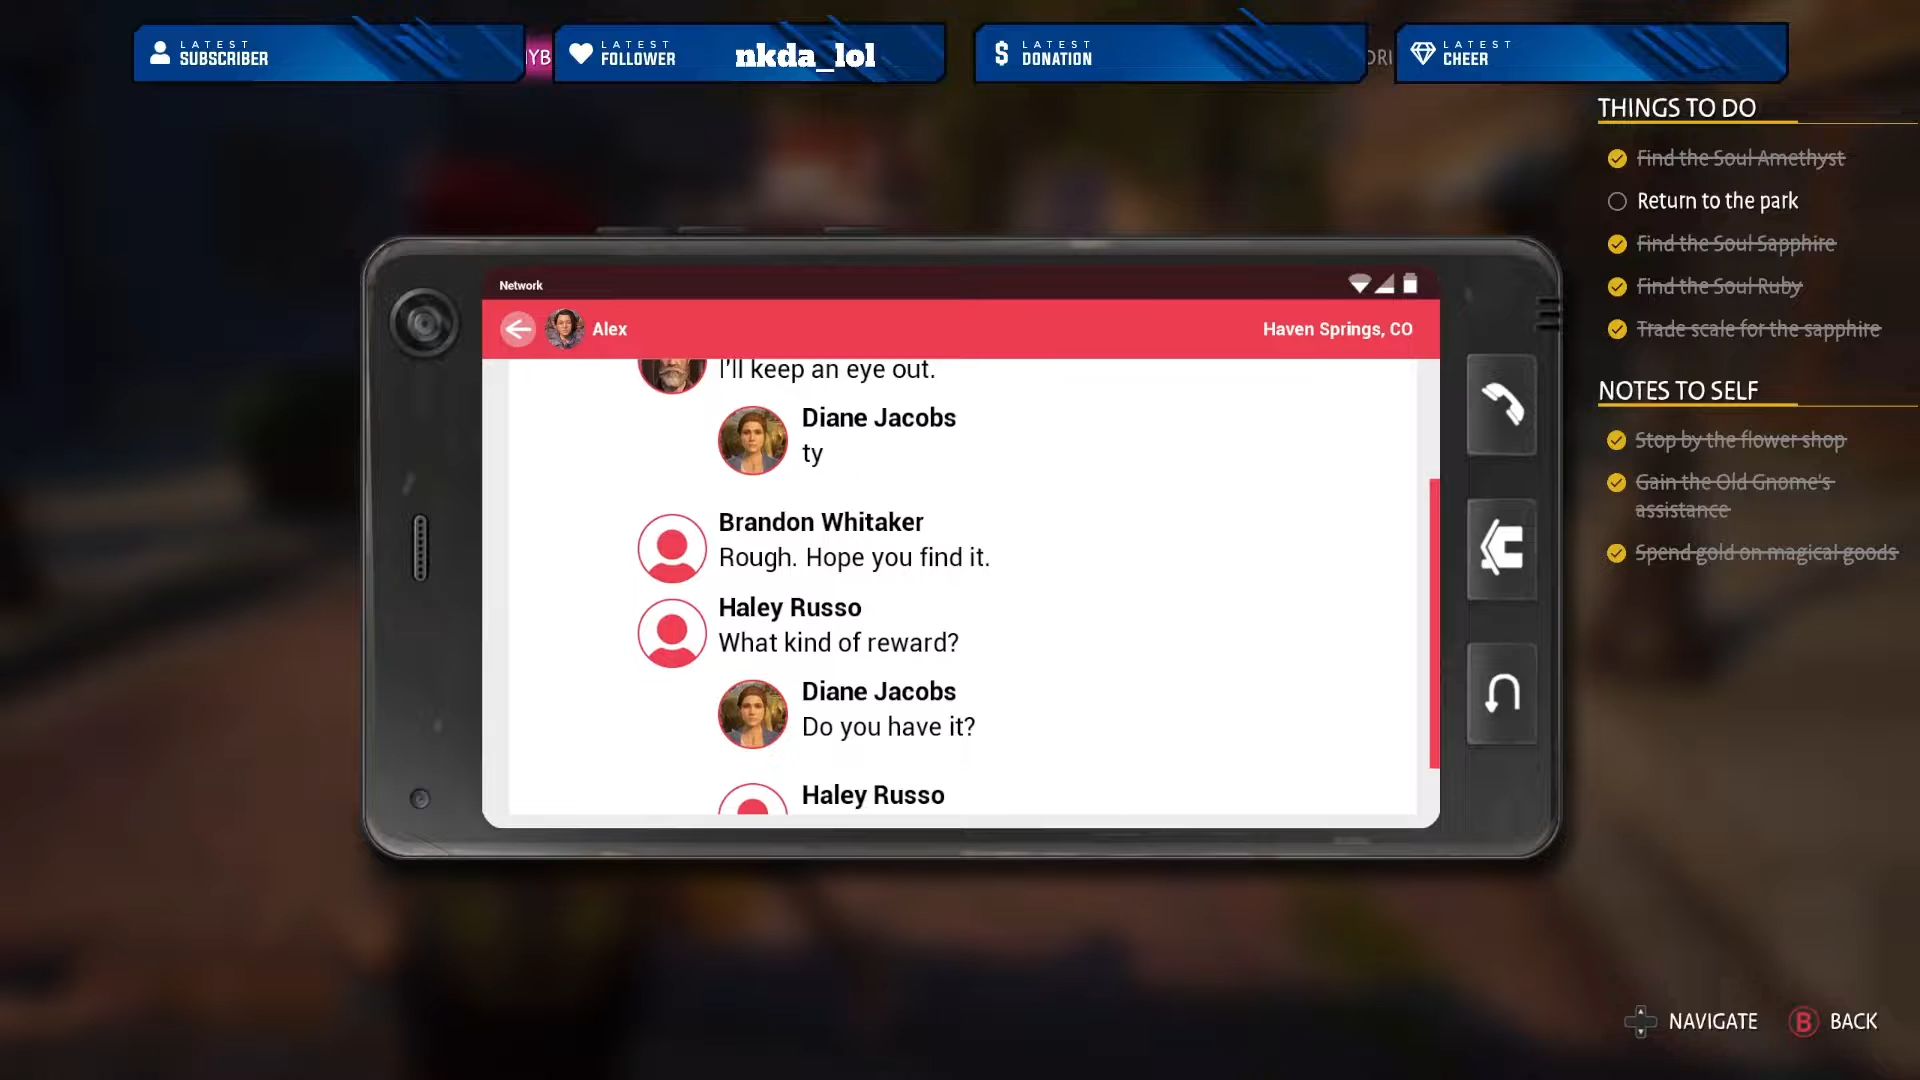 LATEST
SUBSCRIBER
YB
LATEST
FOLLOWER
nkda_lol
LATEST
DONATION
ORI
LATEST
CHEER
THINGS TO DO
Find the Soul Amethyst
Return to the park
Find the Soul Sapphire
Find the Soul Ruby
Trade scale for the sapphire
NOTES TO SELF
Stop by the flower shop
Gain the Old Gnome's
assistance
Spend gold on magical goods
Network
Alex
Haven Springs, CO
I'll keep an eye out.
Diane Jacobs
ty
Brandon Whitaker
Rough. Hope you find it.
Haley Russo
What kind of reward?
Diane Jacobs
Do you have it?
Haley Russo
NAVIGATE
B BACK